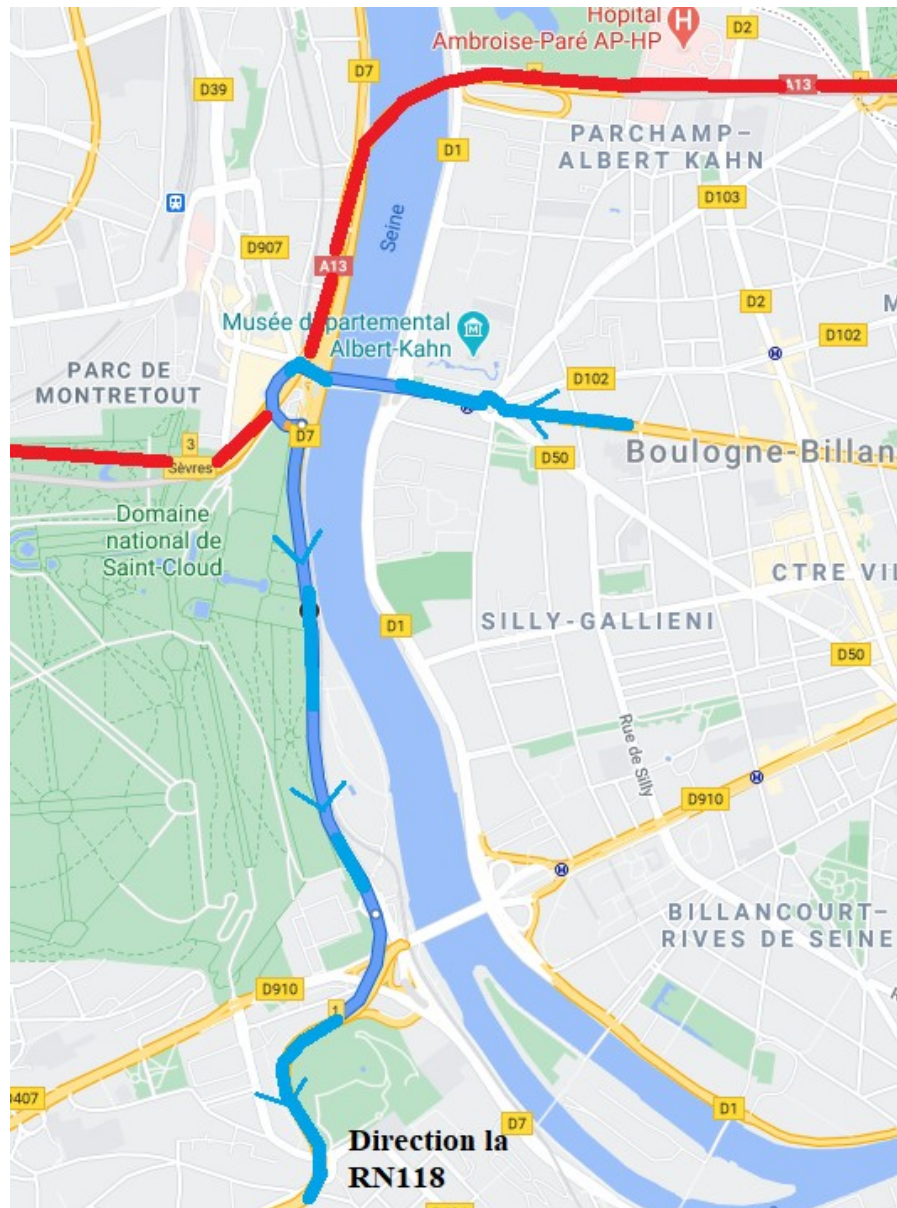 Hôpital
Ambroise-Paré AP-HP
H
D2
D7
D39
A13
PARCHAMP-
ALBERT KAHN
D1
D103
Seine
D907
A13
D2
Musée départemental
Albert-Kahn
D102
PARC DE
MONTRETOUT
D102
3
Sèvres
D7
D50
Boulogne-Billan
Domaine
national de
Saint-Cloud
CTRE VIL
D1
SILLY-GALLIENI
D50
Rue de Silly
D910
BILLANCOURT-
RIVES DE SEINE
D910
1
D407
D7
D1
Direction la
RN118